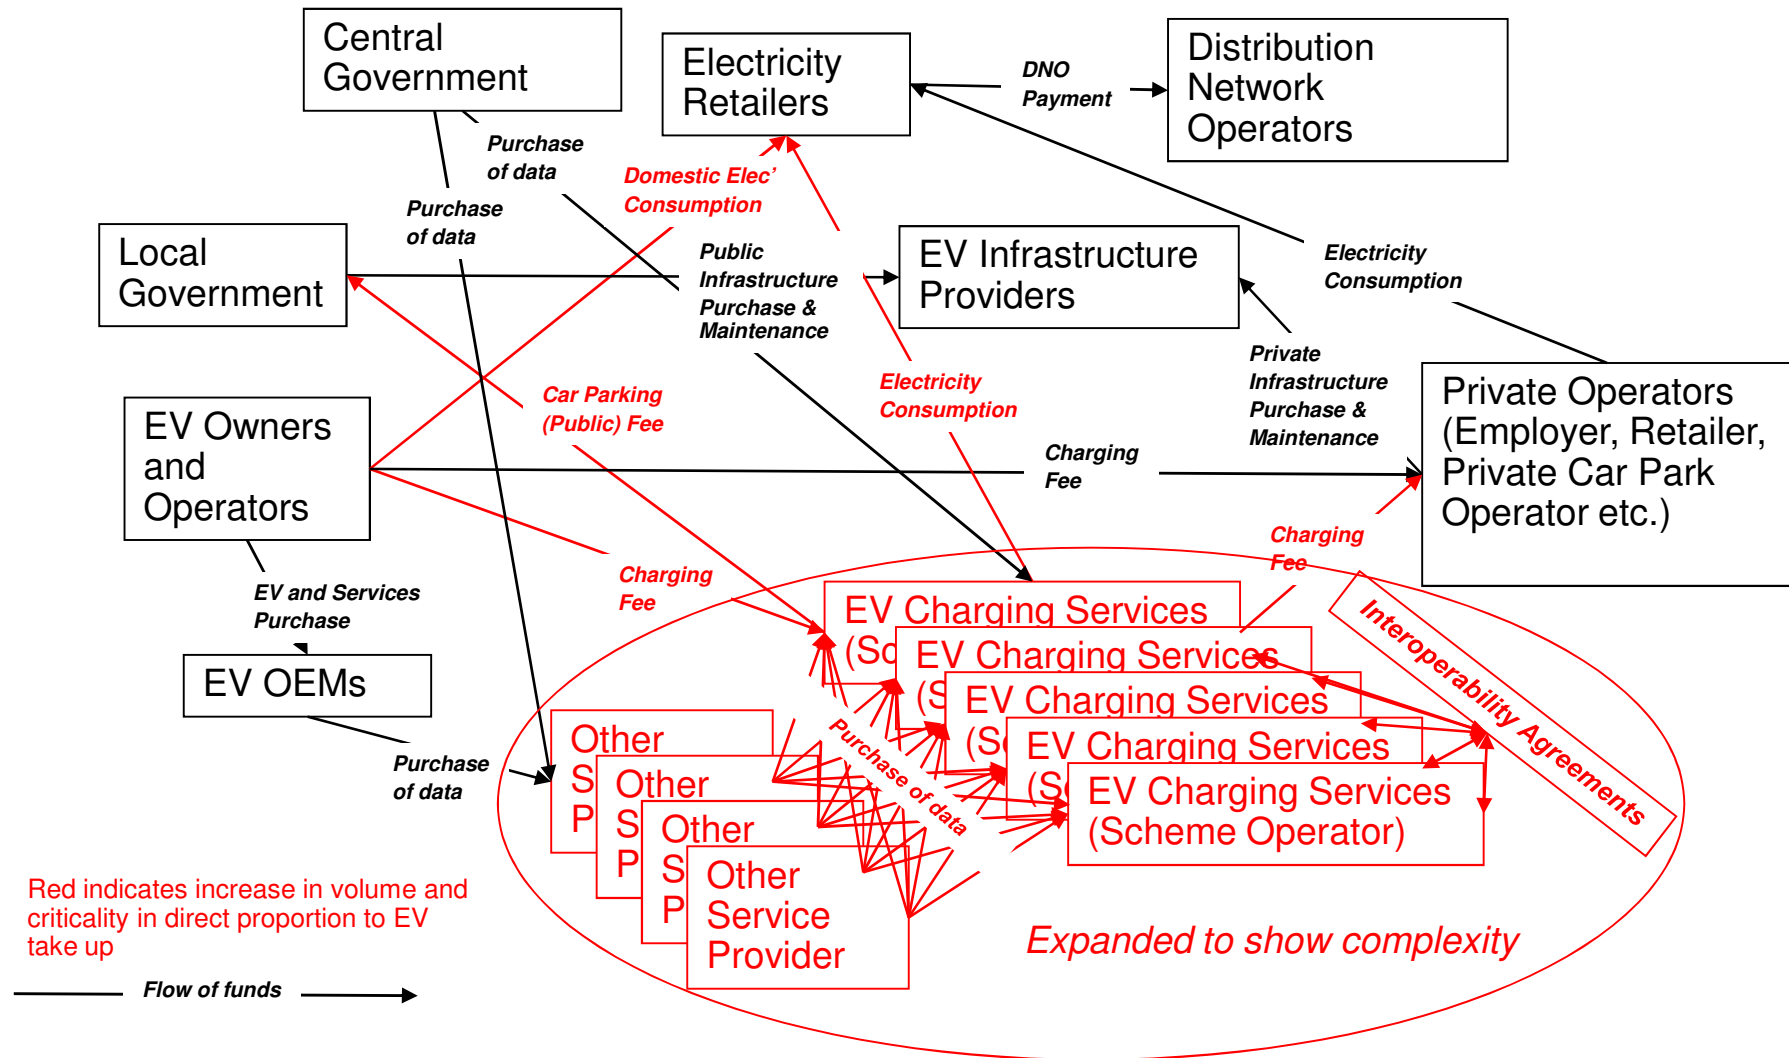 Central
Government
Electricity
Retailers
DNO
Payment
Distribution
Network
Operators
Purchase
of data
Purchase
of data
Domestic Elec’
Consumption
Local
Government
Public
Infrastructure
Purchase &
Maintenance
EV Infrastructure
Providers
Electricity
Consumption
Private
Infrastructure
Purchase &
Maintenance
Electricity
Consumption
Car Parking
(Public) Fee
EV Owners
and
Operators
Charging
Fee
Private Operators
(Employer, Retailer,
Private Car Park
Operator etc.)
Charging
Fee
Charging
Fee
EV and Services
Purchase
EV OEMs
Purchase
of data
EV Charging Services
(Sc
EV Charging Services
(S
EV Charging Services
(Se
EV Charging Services
(Se
EV Charging Services
(Scheme Operator)
Interoperability Agreements
Purchase of data
Other
S
P
Other
S
P
Other
S
P
Other
Service
Provider
Expanded to show complexity
Red indicates increase in volume and
criticality in direct proportion to EV
take up
Flow of funds